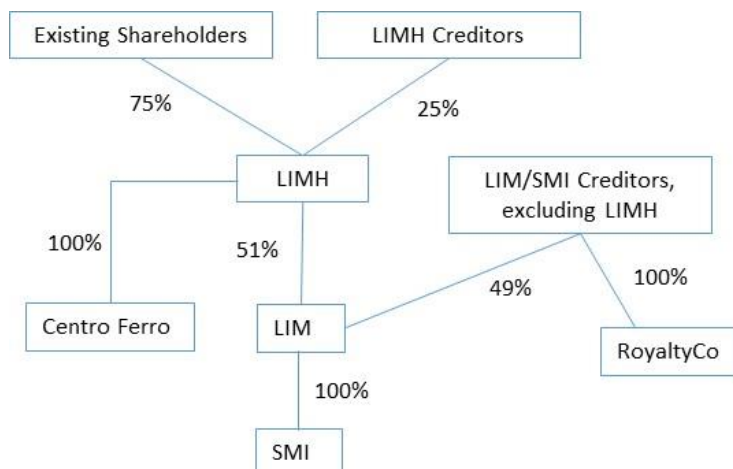 Existing Shareholders
LIMH Creditors
75%
25%
LIMH
LIM/SMI Creditors,
excluding LIMH
100%
51%
49%
100%
Centro Ferro
LIM
RoyaltyCo
100%
SMI